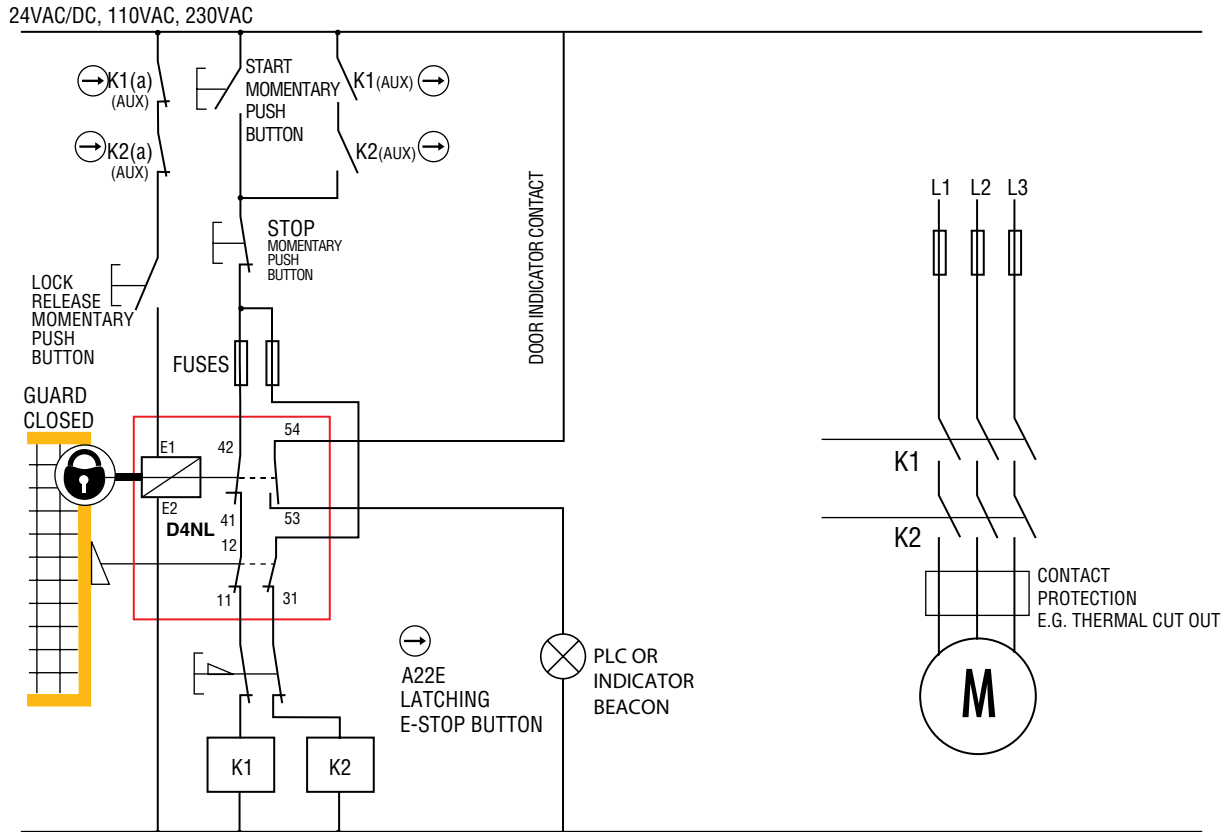 24VAC/DC, 110VAC, 230VAC
K1(a)
(AUX)
K2(a)
(AUX)
START
MOMENTARY
PUSH
BUTTON
K1(AUX)
K2(AUX)
STOP
MOMENTARY
PUSH
BUTTON
LOCK
RELEASE
MOMENTARY
PUSH
BUTTON
FUSES
DOOR INDICATOR CONTACT
GUARD
CLOSED
E1
E2
D4NL
42
41
54
53
12
11
31
A22E
LATCHING
E-STOP BUTTON
PLC OR
INDICATOR
BEACON
K1
K2
L1 L2 L3
K1
K2
CONTACT
PROTECTION
E.G. THERMAL CUT OUT
M